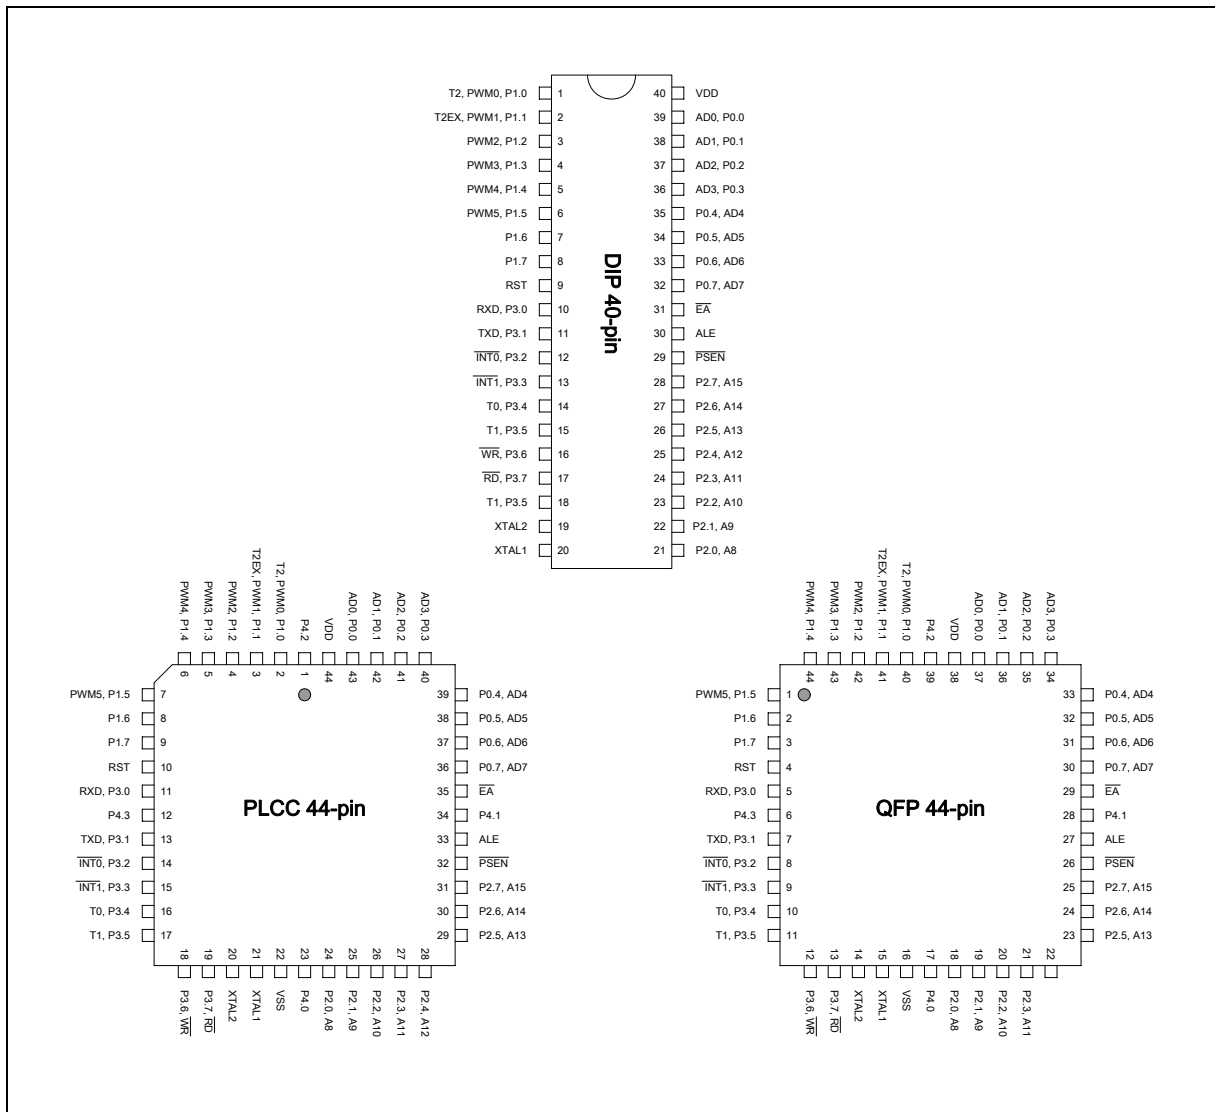 T2, PWM0, P1.0 1 40 VDD
T2EX, PWM1, P1.1 2 39 AD0, P0.0
PWM2, P1.2 3 38 AD1, P0.1
PWM3, P1.3 4 37 AD2, P0.2
PWM4, P1.4 5 36 AD3, P0.3
PWM5, P1.5 6 35 P0.4, AD4
P1.6 7 34 P0.5, AD5
P1.7 8 33 P0.6, AD6
RST 9 32 P0.7, AD7
RXD, P3.0 10 31 EA
TXD, P3.1 11 30 ALE
INT0, P3.2 12 29 PSEN
INT1, P3.3 13 28 P2.7, A15
T0, P3.4 14 27 P2.6, A14
T1, P3.5 15 26 P2.5, A13
WR, P3.6 16 25 P2.4, A12
RD, P3.7 17 24 P2.3, A11
T1, P3.5 18 23 P2.2, A10
XTAL2 19 22 P2.1, A9
XTAL1 20 21 P2.0, A8
DIP 40-pin
PWM4, P1.4
PWM3, P1.3
PWM2, P1.2
T2EX, PWM1, P1.1
T2, PWM0, P1.0
P4.2
VDD
AD0, P0.0
AD1, P0.1
AD2, P0.2
AD3, P0.3
6 5 4 3 2 1 44 43 42 41 40
PWM5, P1.5 7 39 P0.4, AD4
P1.6 8 38 P0.5, AD5
P1.7 9 37 P0.6, AD6
RST 10 36 P0.7, AD7
RXD, P3.0 11 35 EA
P4.3 12 34 P4.1
TXD, P3.1 13 33 ALE
INT0, P3.2 14 32 PSEN
INT1, P3.3 15 31 P2.7, A15
T0, P3.4 16 30 P2.6, A14
T1, P3.5 17 29 P2.5, A13
PLCC 44-pin
18 19 20 21 22 23 24 25 26 27 28
P3.6, WR
P3.7, RD
XTAL2
XTAL1
VSS
P4.0
P2.0, A8
P2.1, A9
P2.2, A10
P2.3, A11
P2.4, A12
PWM4, P1.4
PWM3, P1.3
PWM2, P1.2
T2EX, PWM1, P1.1
T2, PWM0, P1.0
P4.2
VDD
AD0, P0.0
AD1, P0.1
AD2, P0.2
AD3, P0.3
44 43 42 41 40 39 38 37 36 35 34
PWM5, P1.5 1 33 P0.4, AD4
P1.6 2 32 P0.5, AD5
P1.7 3 31 P0.6, AD6
RST 4 30 P0.7, AD7
RXD, P3.0 5 29 EA
P4.3 6 28 P4.1
TXD, P3.1 7 27 ALE
INT0, P3.2 8 26 PSEN
INT1, P3.3 9 25 P2.7, A15
T0, P3.4 10 24 P2.6, A14
T1, P3.5 11 23 P2.5, A13
QFP 44-pin
12 13 14 15 16 17 18 19 20 21 22
P3.6, WR
P3.7, RD
XTAL2
XTAL1
VSS
P4.0
P2.0, A8
P2.1, A9
P2.2, A10
P2.3, A11